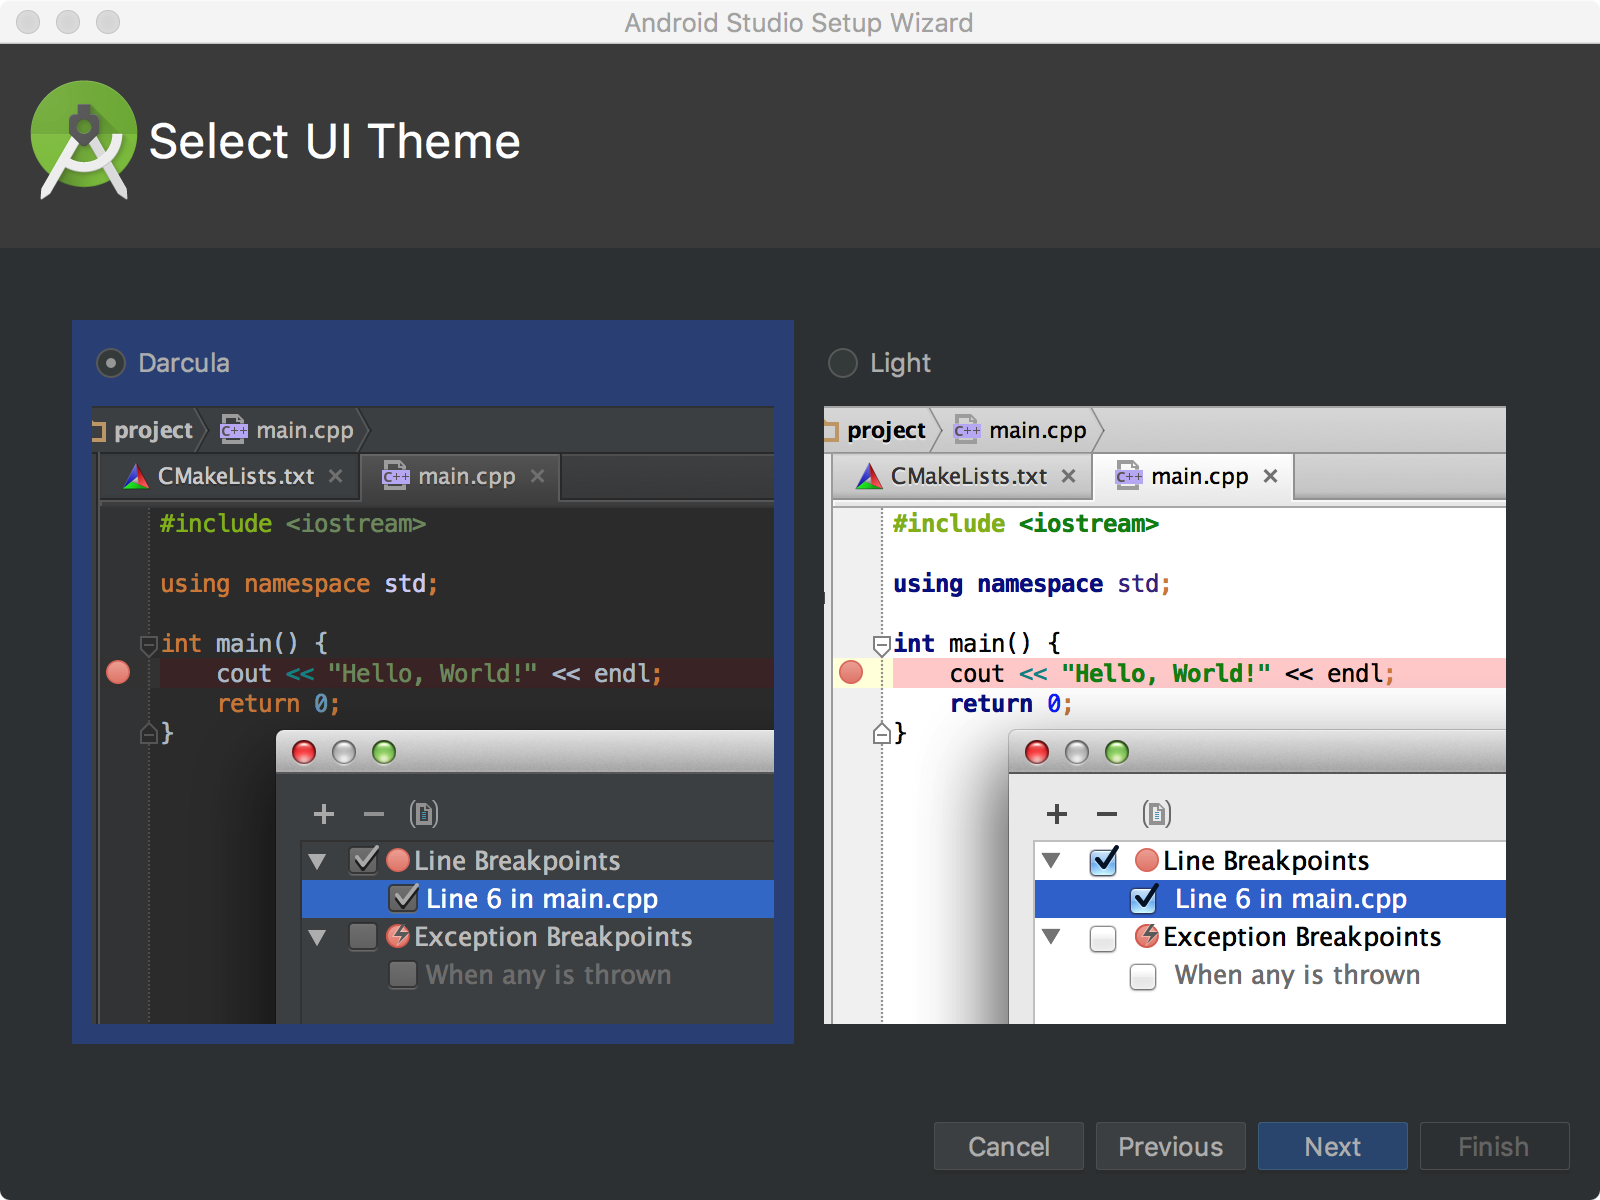 Android Studio Setup Wizard
Select UI Theme
Darcula
project main.cpp
CMakeLists.txt main.cpp
#include <iostream>
using namespace std;
int main() {
cout << "Hello, World!" << endl;
return 0;
}
Line Breakpoints
Line 6 in main.cpp
Exception Breakpoints
When any is thrown
Light
project main.cpp
CMakeLists.txt main.cpp
#include <iostream>
using namespace std;
int main() {
cout << "Hello, World!" << endl;
return 0;
}
Line Breakpoints
Line 6 in main.cpp
Exception Breakpoints
When any is thrown
Cancel Previous Next Finish